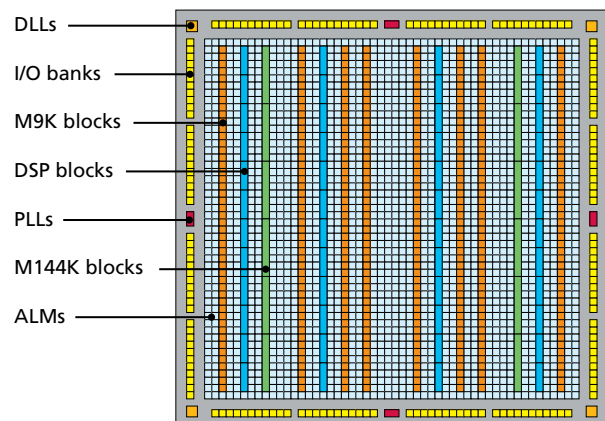 DLLs
I/O banks
M9K blocks
DSP blocks
PLLs
M144K blocks
ALMs